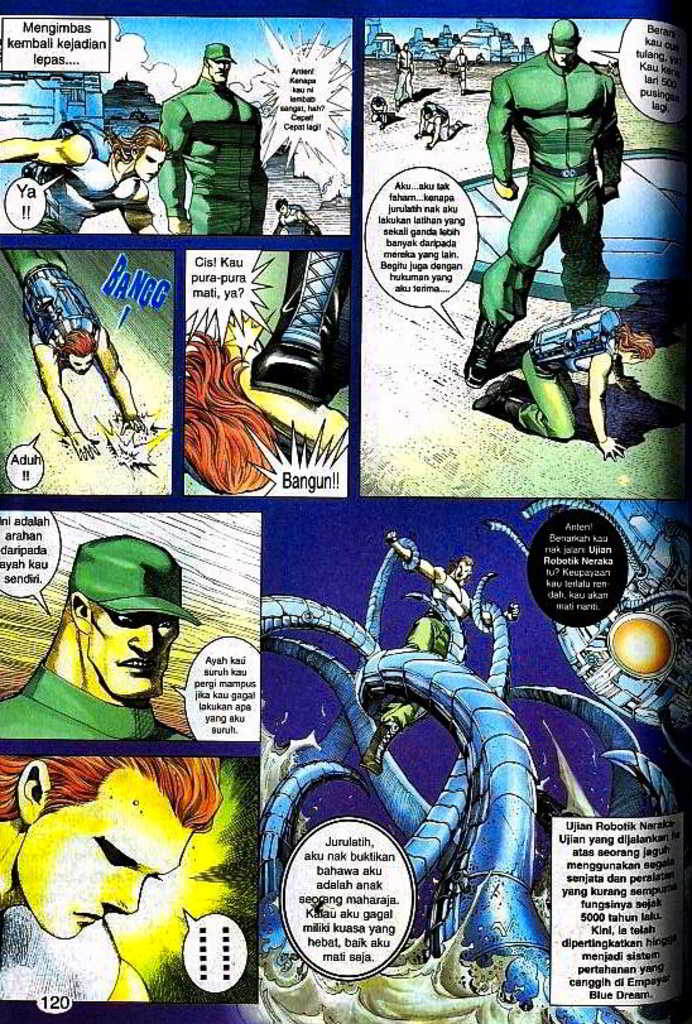 Mengimbas
kembali kejadian
lepas....
Anten!
Kenapa
kau ni
lembab
sangat, hah?
Cepat!
Cepat lagi!
Ya
!!
Berani
kau cuit
tulang,
kau kena
lari 500
pusingan
lagi.
Aku...aku tak
faham...kenapa
jurulatih nak aku
lakukan latihan yang
sekali ganda lebih
banyak daripada
yang lain.
Begitu juga dengan
hukuman yang
aku terima....
BANGG
!
Aduh
!!
Cis! Kau
pura-pura
mati, ya?
Bangun!!
Ini adalah
arahan
daripada
ayah kau
sendiri.
Ayah kau
suruh kau
pergi mampus
jika kau gagal
lakukan apa
yang aku
suruh.
Anten!
Benarkah kau
nak jalani Ujian
Robotik Neraka
tu? Keupayaan
kau terlalu ren-
dah, kau akan
mati nanti.
Jurulatih,
aku nak buktikan
bahawa aku
adalah anak
seorang maharaja.
Kalau aku gagal
miliki kuasa yang
hebat, baik aku
mati saja.
!!!!!!
Ujian Robotik Neraka-
Ujian yang dijalankan ke
atas seorang jaguh
menggunakan segala
senjata dan peralatan
yang kurang sempurna
fungsinya sejak
5000 tahun lalu.
Kini, ia telah
dipertingkatkan hingga
menjadi sistem
pertahanan yang
canggih di Empayar
Blue Dream.
120